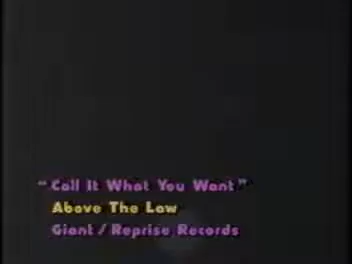 "Call It What You Want"
Above The Law
Giant / Reprise Records